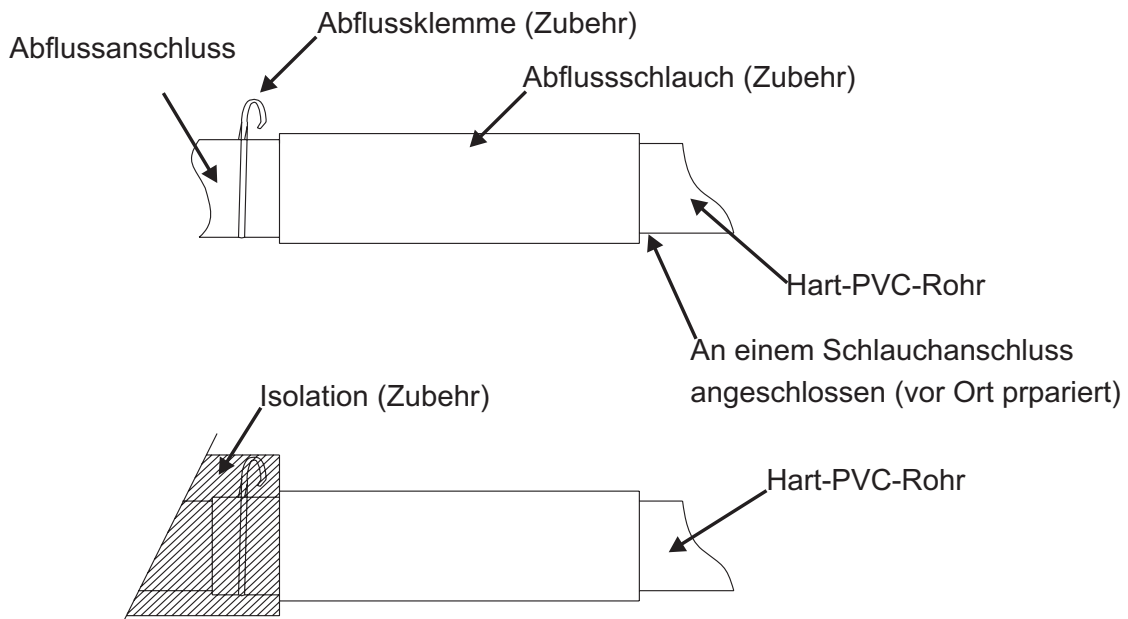 Abflussklemme (Zubehr)
Abflussanschluss
Abflussschlauch (Zubehr)
Hart-PVC-Rohr
An einem Schlauchanschluss
angeschlossen (vor Ort prpariert)
Isolation (Zubehr)
Hart-PVC-Rohr